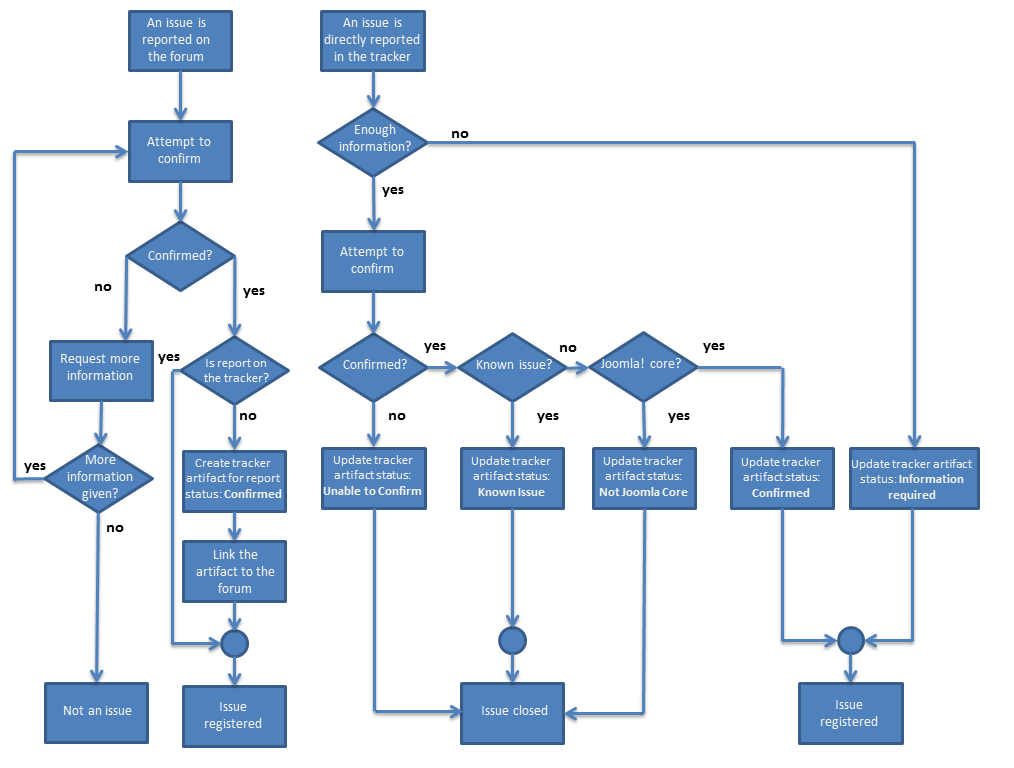 An issue is
reported on
the forum
Attempt to
confirm
Confirmed?
no
yes
Request more
information
yes
Is report on
the tracker?
no
yes
More
information
given?
no
Create tracker
artifact for report
status: Confirmed
Link the
artifact to the
forum
Not an issue
Issue
registered
An issue is
directly reported
in the tracker
Enough
information?
no
yes
Attempt to
confirm
Confirmed?
yes
Known issue?
no
Joomla! core?
yes
no
yes
yes
Update tracker
artifact status:
Unable to Confirm
Update tracker
artifact status:
Known Issue
Update tracker
artifact status:
Not Joomla Core
Update tracker
artifact status:
Confirmed
Update tracker artifact
status: Information
required
Issue closed
Issue
registered